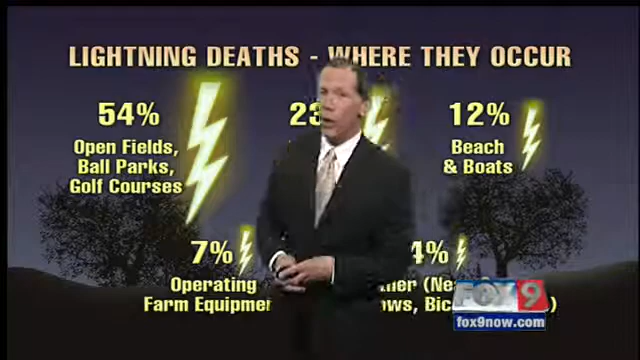 LIGHTNING DEATHS - WHERE THEY OCCUR
54%
Open Fields,
Ball Parks,
Golf Courses
23
12%
Beach
& Boats
7%
Operating
Farm
4%
FOX 9
fox9now.com